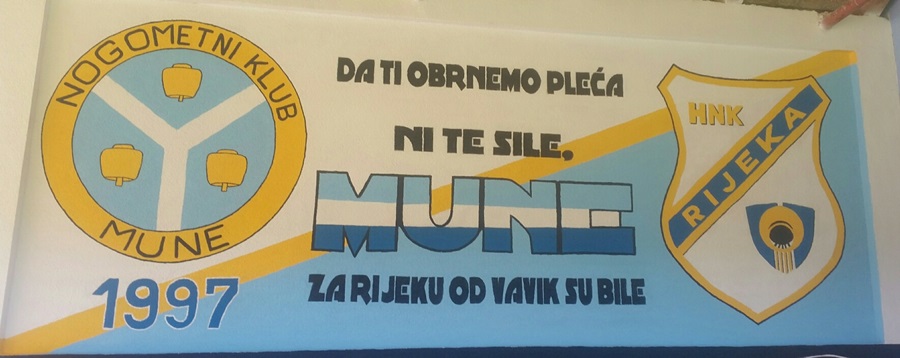 NOGOMETNI KLUB
MUNE
1997
DA TI OBRNEMO PLEĆA
NI TE SILE,
MUNE
ZA RIJEKU OD VAVIK SU BILE
HNK
RIJEKA